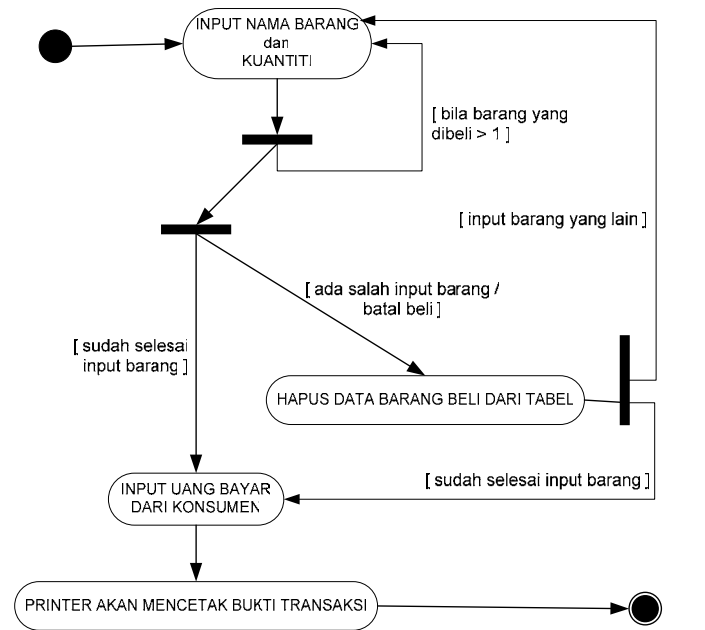 INPUT NAMA BARANG
dan
KUANTITI
[ bila barang yang
dibeli > 1 ]
[ input barang yang lain ]
[ ada salah input barang /
batal beli ]
[ sudah selesai
input barang ]
HAPUS DATA BARANG BELI DARI TABEL
[ sudah selesai input barang ]
INPUT UANG BAYAR
DARI KONSUMEN
PRINTER AKAN MENCETAK BUKTI TRANSAKSI